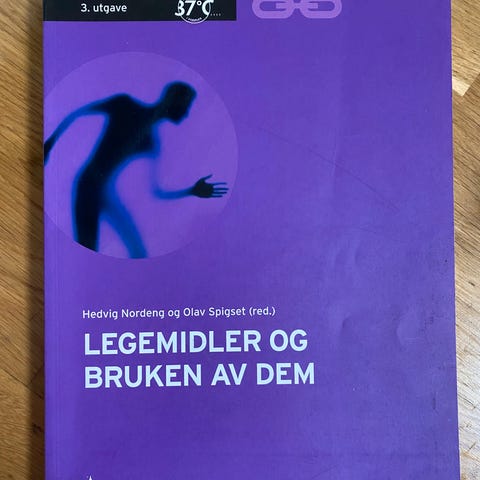 3. utgave
37°C
Hedvig Nordeng og Olav Spigset (red.)
LEGEMIDLER OG
BRUKEN AV DEM